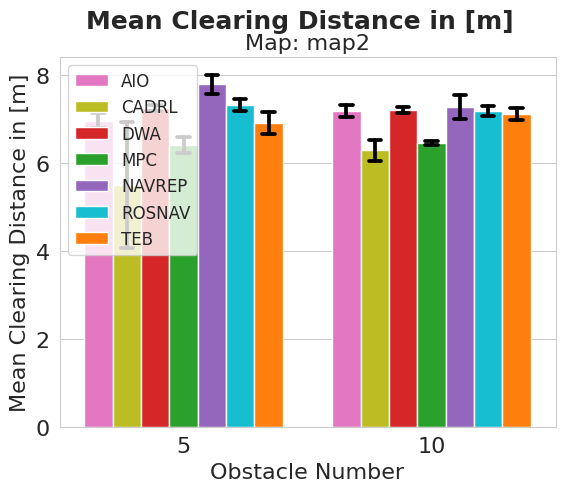 Mean Clearing Distance in [m]
Map: map2
Mean Clearing Distance in [m]
8
6
4
2
0
AIO
CADRL
DWA
MPC
NAVREP
ROSNAV
TEB
5
10
Obstacle Number